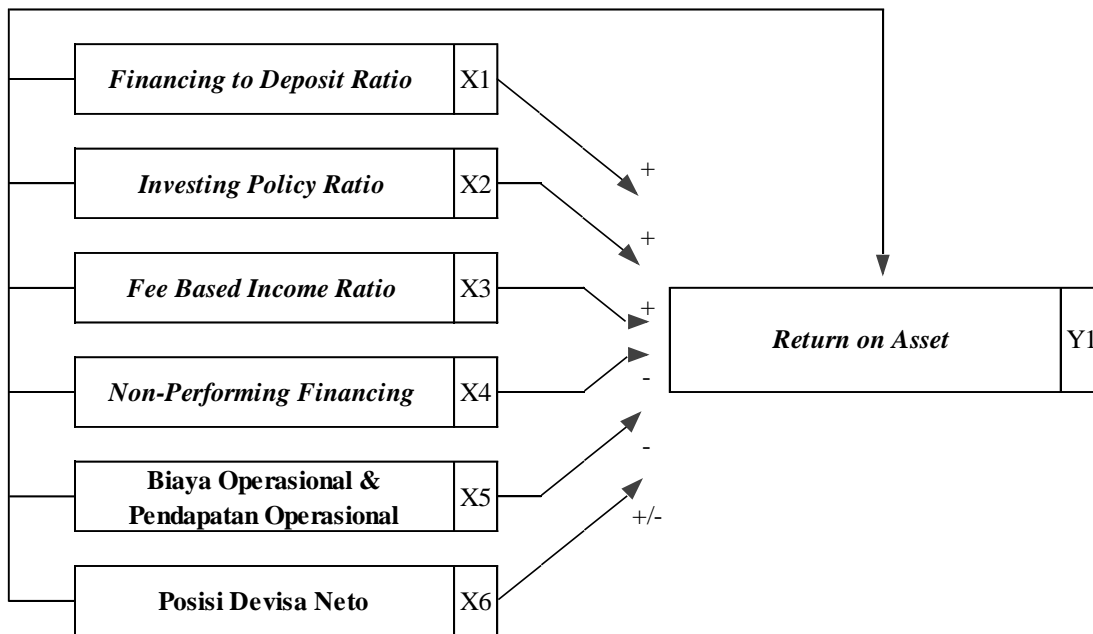 Financing to Deposit Ratio X1
+
Investing Policy Ratio X2
+
Fee Based Income Ratio X3
+
Return on Asset Y1
Non-Performing Financing X4
-
Biaya Operasional &
Pendapatan Operasional X5
-
+/-
Posisi Devisa Neto X6